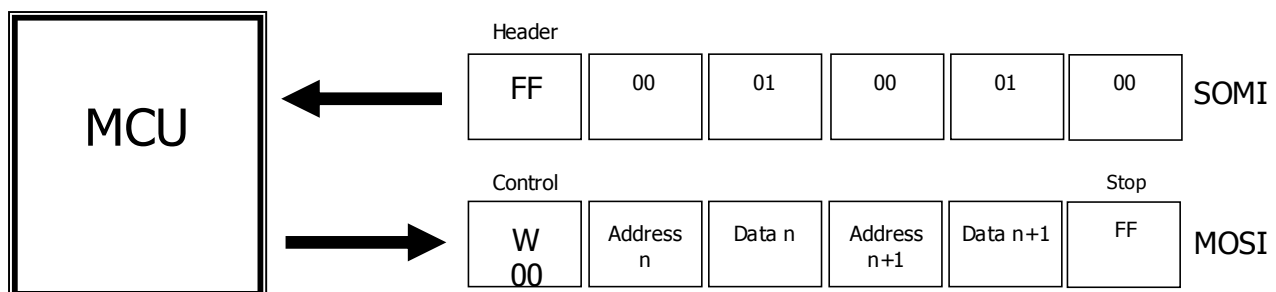 Header
MCU
FF 00 01 00 01 00 SOMI
Control Stop
W
00
Address
n
Data n
Address
n+1
Data n+1
FF
MOSI